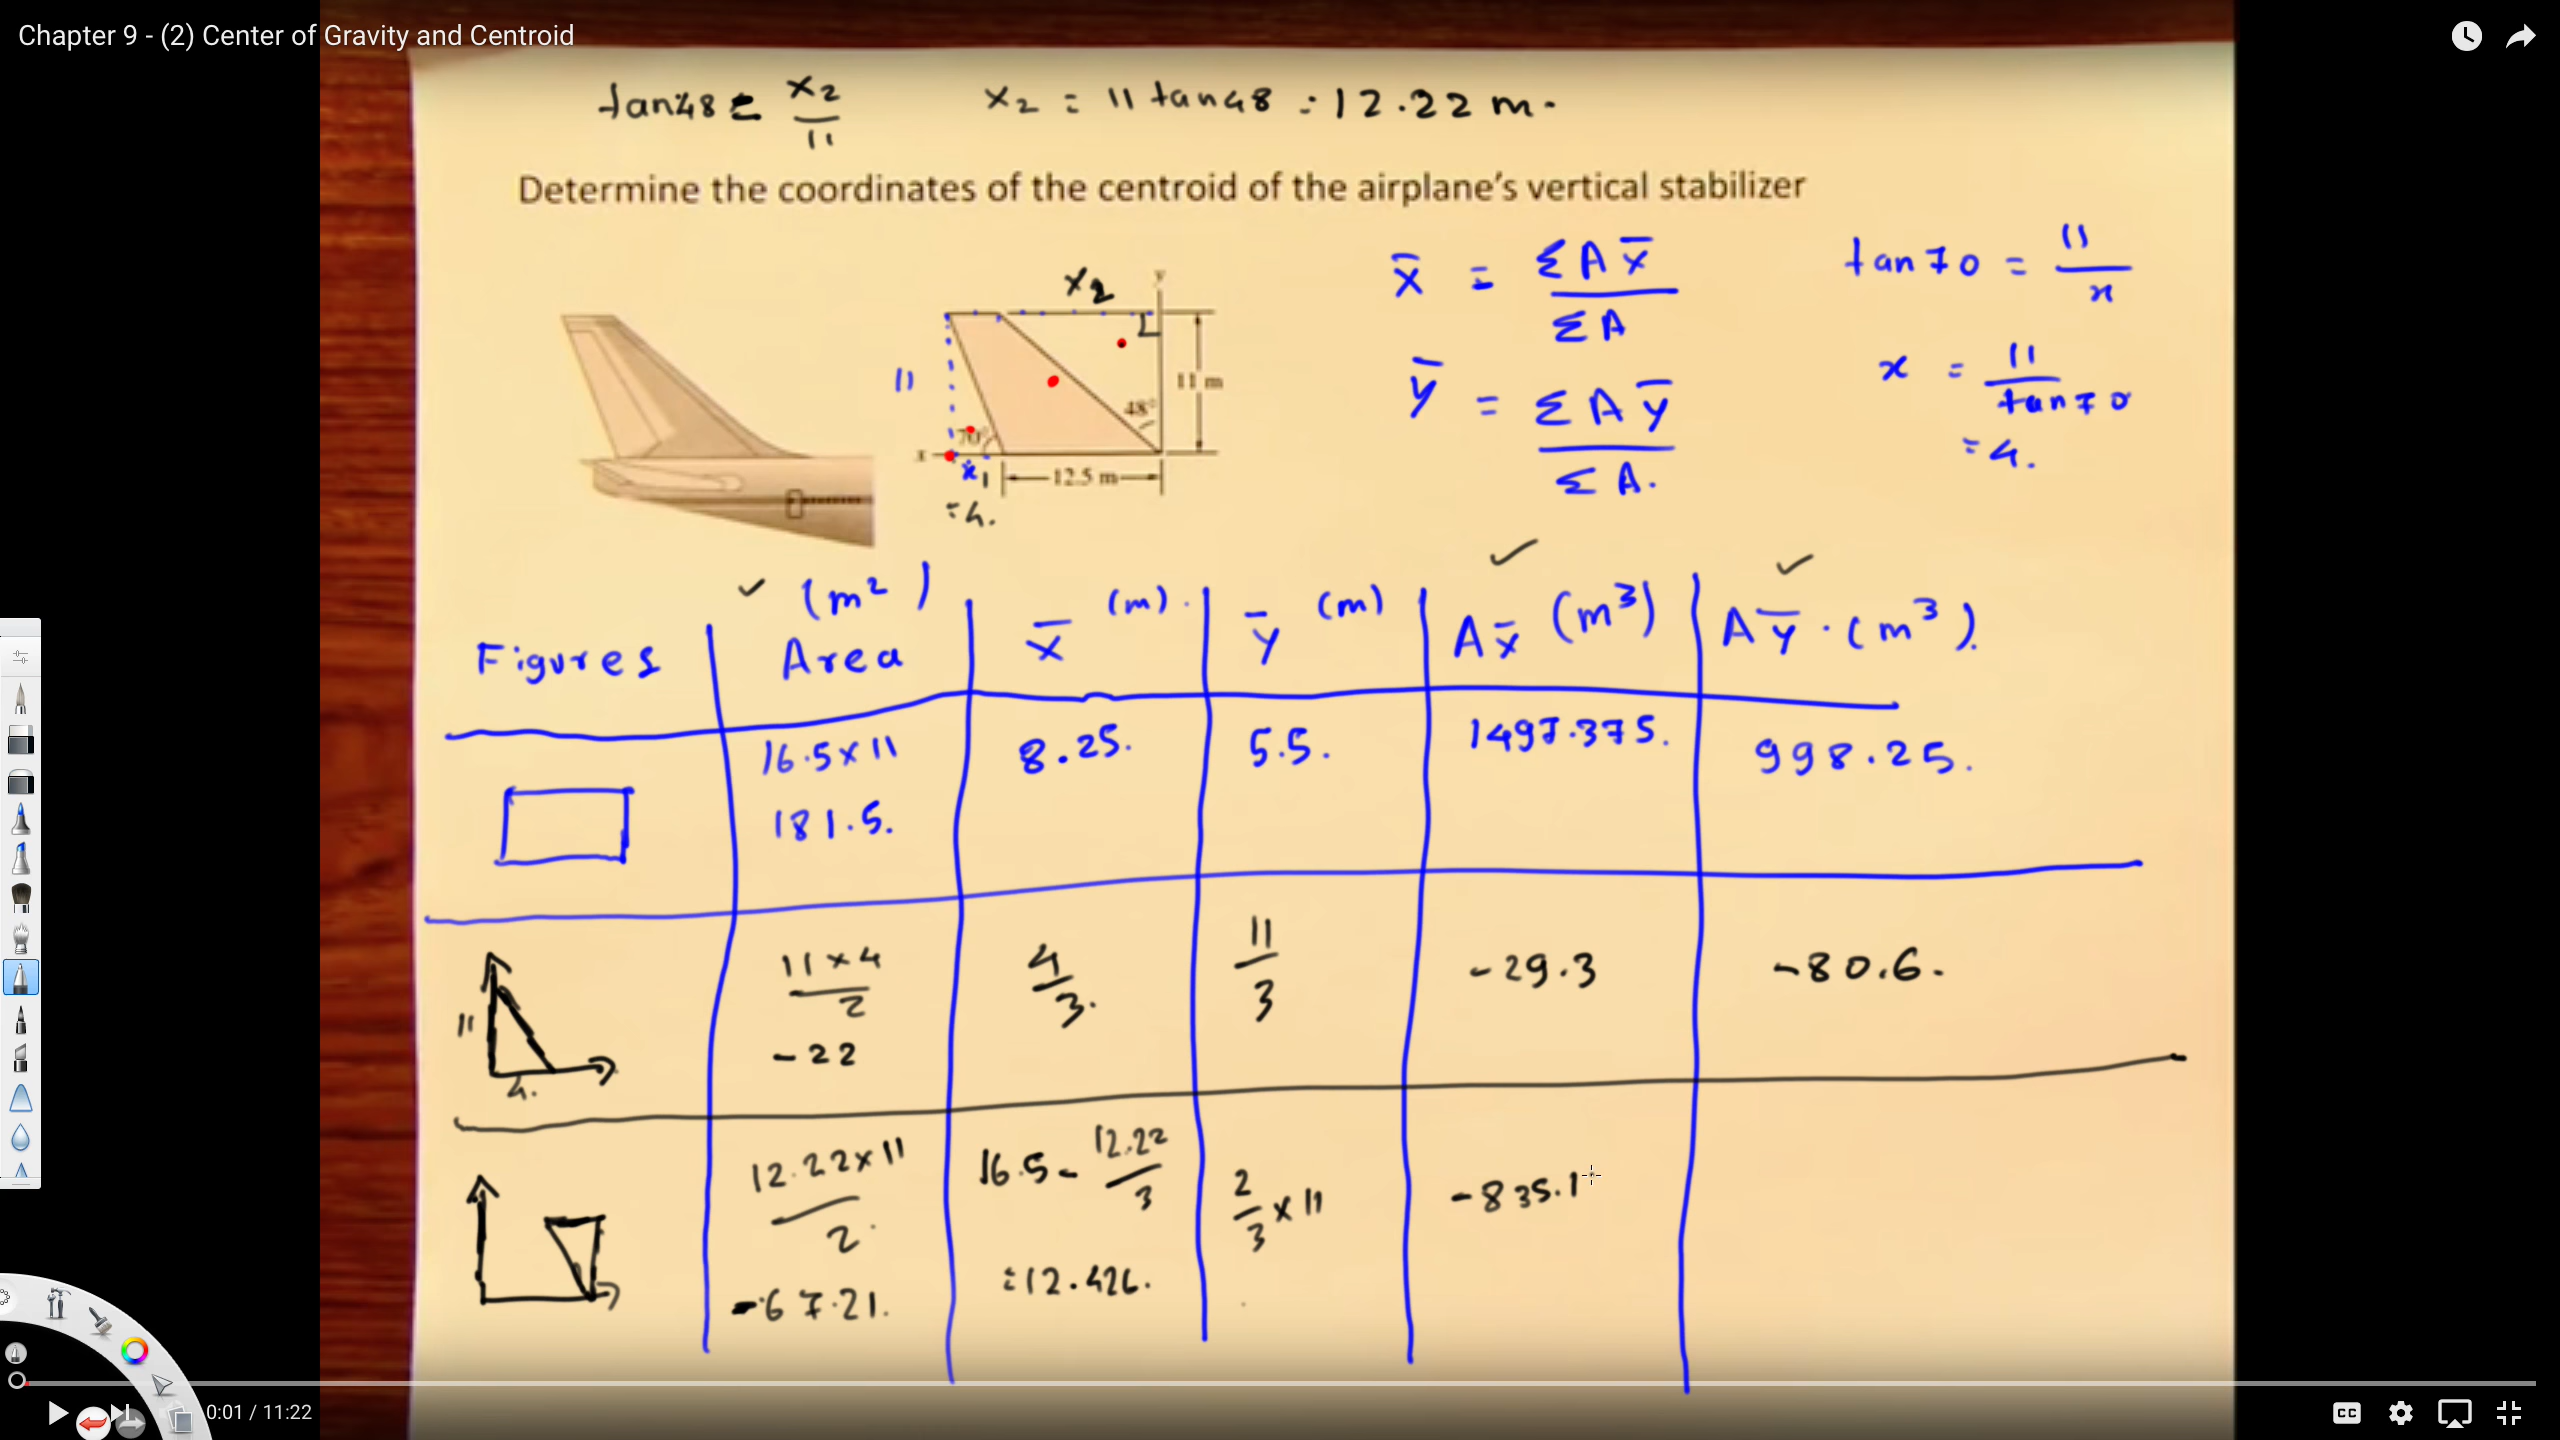 Chapter 9 - (2) Center of Gravity and Centroid
tan48 = x2 / 11
x2 = 11 tan48 = 12.22 m.
Determine the coordinates of the centroid of the airplane's vertical stabilizer
x̄ = ΣAx̄ / ΣA
tan70 = 11 / x
ȳ = ΣAȳ / ΣA.
x = 11 / tan70
= 4.
x2
y
11
11 m
48°
70°
x
x1
12.5 m
= 4.
Figures
(m²)
Area
x̄ (m).
ȳ (m)
Ax̄ (m³)
Aȳ. (m³).
16.5 x 11
181.5.
8.25.
5.5.
1497.375.
998.25.
11
4.
11 x 4 / 2
-22
4/3.
11/3
-29.3
-80.6.
12.22 x 11 / 2.
-67.21.
16.5 - 12.22/3
= 12.426.
2/3 x 11
-835.1
0:01 / 11:22
CC